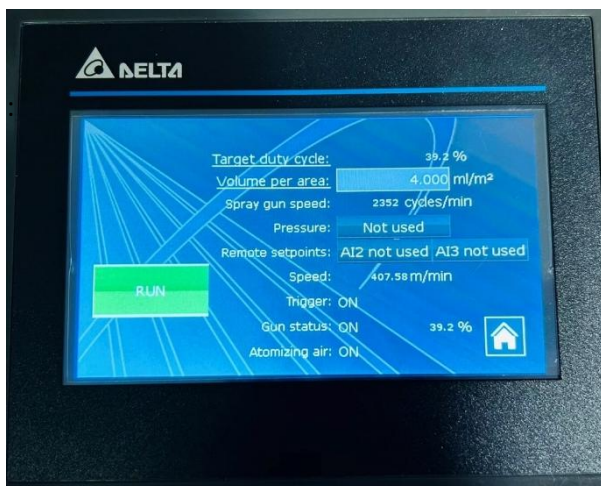 DELTA
Target duty cycle: 39.2 %
Volume per area: 4.000 ml/m²
Spray gun speed: 2352 cycles/min
Pressure: Not used
Remote setpoints: AI2 not used AI3 not used
Speed: 407.58 m/min
RUN
Trigger: ON
Gun status: ON 39.2 %
Atomizing air: ON